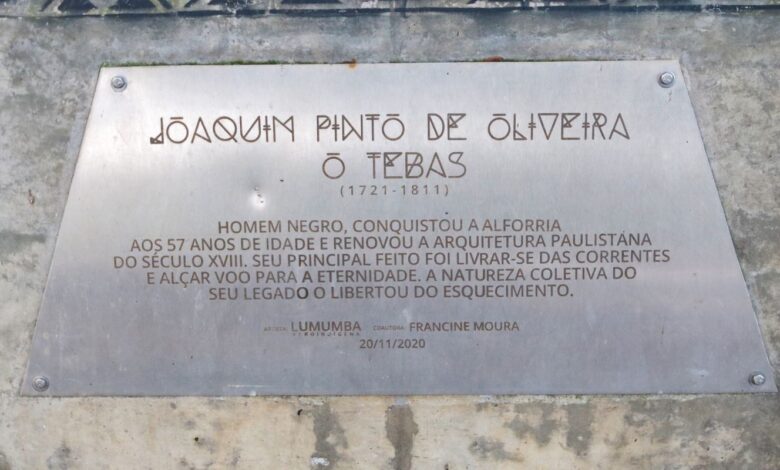 JOAQUIM PINTO DE OLIVEIRA
O TEBAS
(1721-1811)
HOMEM NEGRO, CONQUISTOU A ALFORRIA
AOS 57 ANOS DE IDADE E RENOVOU A ARQUITETURA PAULISTANA
DO SÉCULO XVIII. SEU PRINCIPAL FEITO FOI LIVRAR-SE DAS CORRENTES
E ALÇAR VOO PARA A ETERNIDADE. A NATUREZA COLETIVA DO
SEU LEGADO O LIBERTOU DO ESQUECIMENTO.
ARTISTA: LUMUMBA COAUTORA: FRANCINE MOURA
20/11/2020